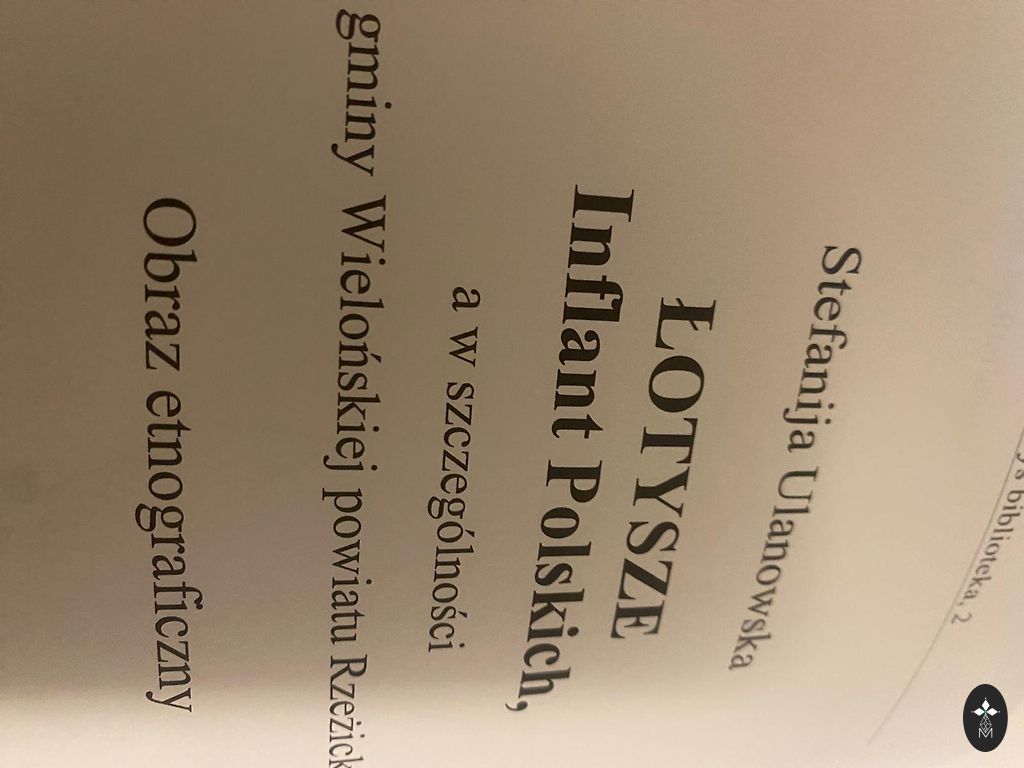 biblioteka, 2
Stefanija Ulanowska
ŁOTYSZE
Inflant Polskich,
a w szczególności
gminy Wielońskiej powiatu Rzeżick
Obraz etnograficzny